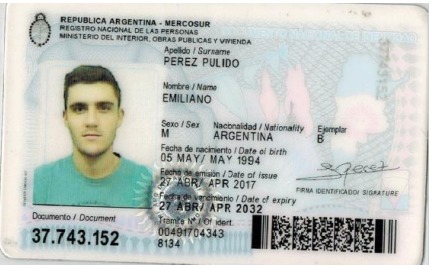 REPUBLICA ARGENTINA - MERCOSUR
REGISTRO NACIONAL DE LAS PERSONAS
MINISTERIO DEL INTERIOR, OBRAS PUBLICAS Y VIVIENDA
Apellido / Surname
PEREZ PULIDO
Nombre / Name
EMILIANO
Sexo / Sex Nacionalidad / Nationality Ejemplar
M ARGENTINA B
Fecha de nacimiento / Date of birth
05 MAY/ MAY 1994
Fecha de emisión / Date of issue
27 ABR/ APR 2017
Fecha de vencimiento / Date of expiry
27 ABR/ APR 2032
FIRMA IDENTIFICADO/ SIGNATURE
Documento / Document
37.743.152
Trámite Nº / Of. ident.
00491704343
8134